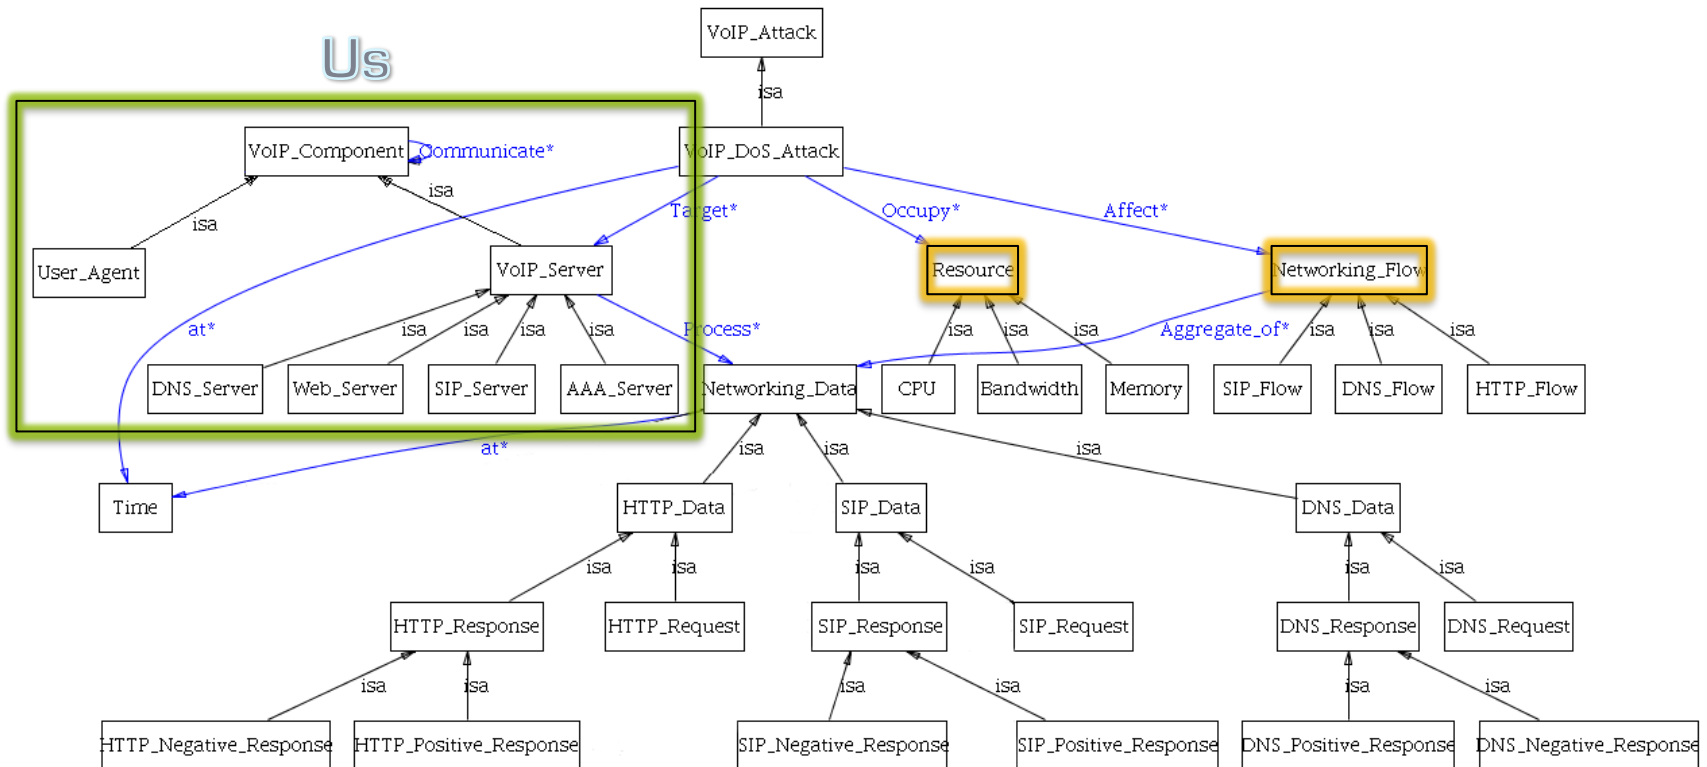 VoIP_Attack
Us
isa
VoIP_Component
Communicate*
VoIP_DoS_Attack
isa
isa
Target*
Occupy*
Affect*
User_Agent
VoIP_Server
Resource
Networking_Flow
at*
isa
isa
isa
isa
Process*
isa
isa
isa
Aggregate_of*
isa
isa
isa
DNS_Server
Web_Server
SIP_Server
AAA_Server
Networking_Data
CPU
Bandwidth
Memory
SIP_Flow
DNS_Flow
HTTP_Flow
at*
isa
isa
isa
Time
HTTP_Data
SIP_Data
DNS_Data
isa
isa
isa
isa
isa
isa
HTTP_Response
HTTP_Request
SIP_Response
SIP_Request
DNS_Response
DNS_Request
isa
isa
isa
isa
isa
isa
HTTP_Negative_Response
HTTP_Positive_Response
SIP_Negative_Response
SIP_Positive_Response
DNS_Positive_Response
DNS_Negative_Response